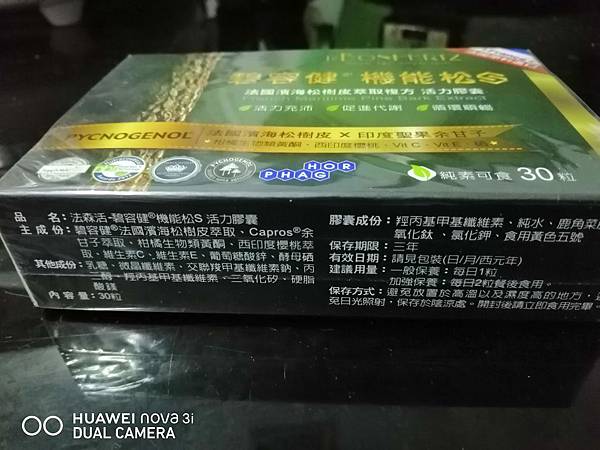 碧容健®機能松S
法國濱海松樹皮萃取複方 活力膠囊
French Maritime Pine Bark Extract
活力充沛 促進代謝 循環順暢
PYCNOGENOL® 法國濱海松樹皮 X 印度聖果余甘子
柑橘生物類黃酮、西印度櫻桃、Vit C、Vit E、硒
PYCNOGENOL
HOR
PHAG
純素可食 30粒
品 名：法森活-碧容健®機能松S 活力膠囊
主 成 份：碧容健®法國濱海松樹皮萃取、Capros®余
甘子萃取、柑橘生物類黃酮、西印度櫻桃萃
取、維生素C、維生素E、葡萄糖酸鋅、酵母硒
其他成份：乳糖、微晶纖維素、交聯羧甲基纖維素鈉、丙
二醇、羥丙基甲基纖維素、二氧化矽、硬脂
酸鎂
內 容 量：30粒
膠囊成份：羥丙基甲基纖維素、純水、鹿角菜
氧化鈦、氯化鉀、食用黃色五號
保存期限：三年
有效日期：請見包裝(日/月/西元年)
建議用量：一般保養：每日1粒
加強保養：每日2粒餐後食用。
保存方式：避免放置於高溫以及濕度高的地方，
免日光照射，保存於陰涼處。開封後請立即食用完畢。
HUAWEI nova 3i
DUAL CAMERA